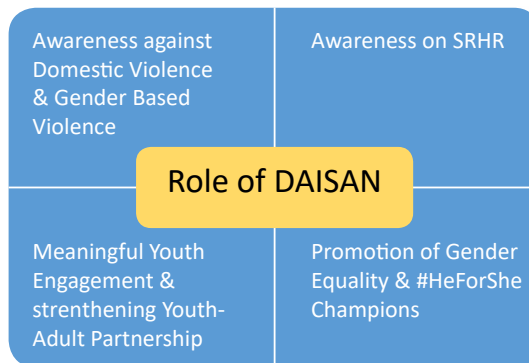 Awareness against
Domestic Violence
& Gender Based
Violence
Awareness on SRHR
Role of DAISAN
Meaningful Youth
Engagement &
strenthening Youth-
Adult Partnership
Promotion of Gender
Equality & #HeForShe
Champions